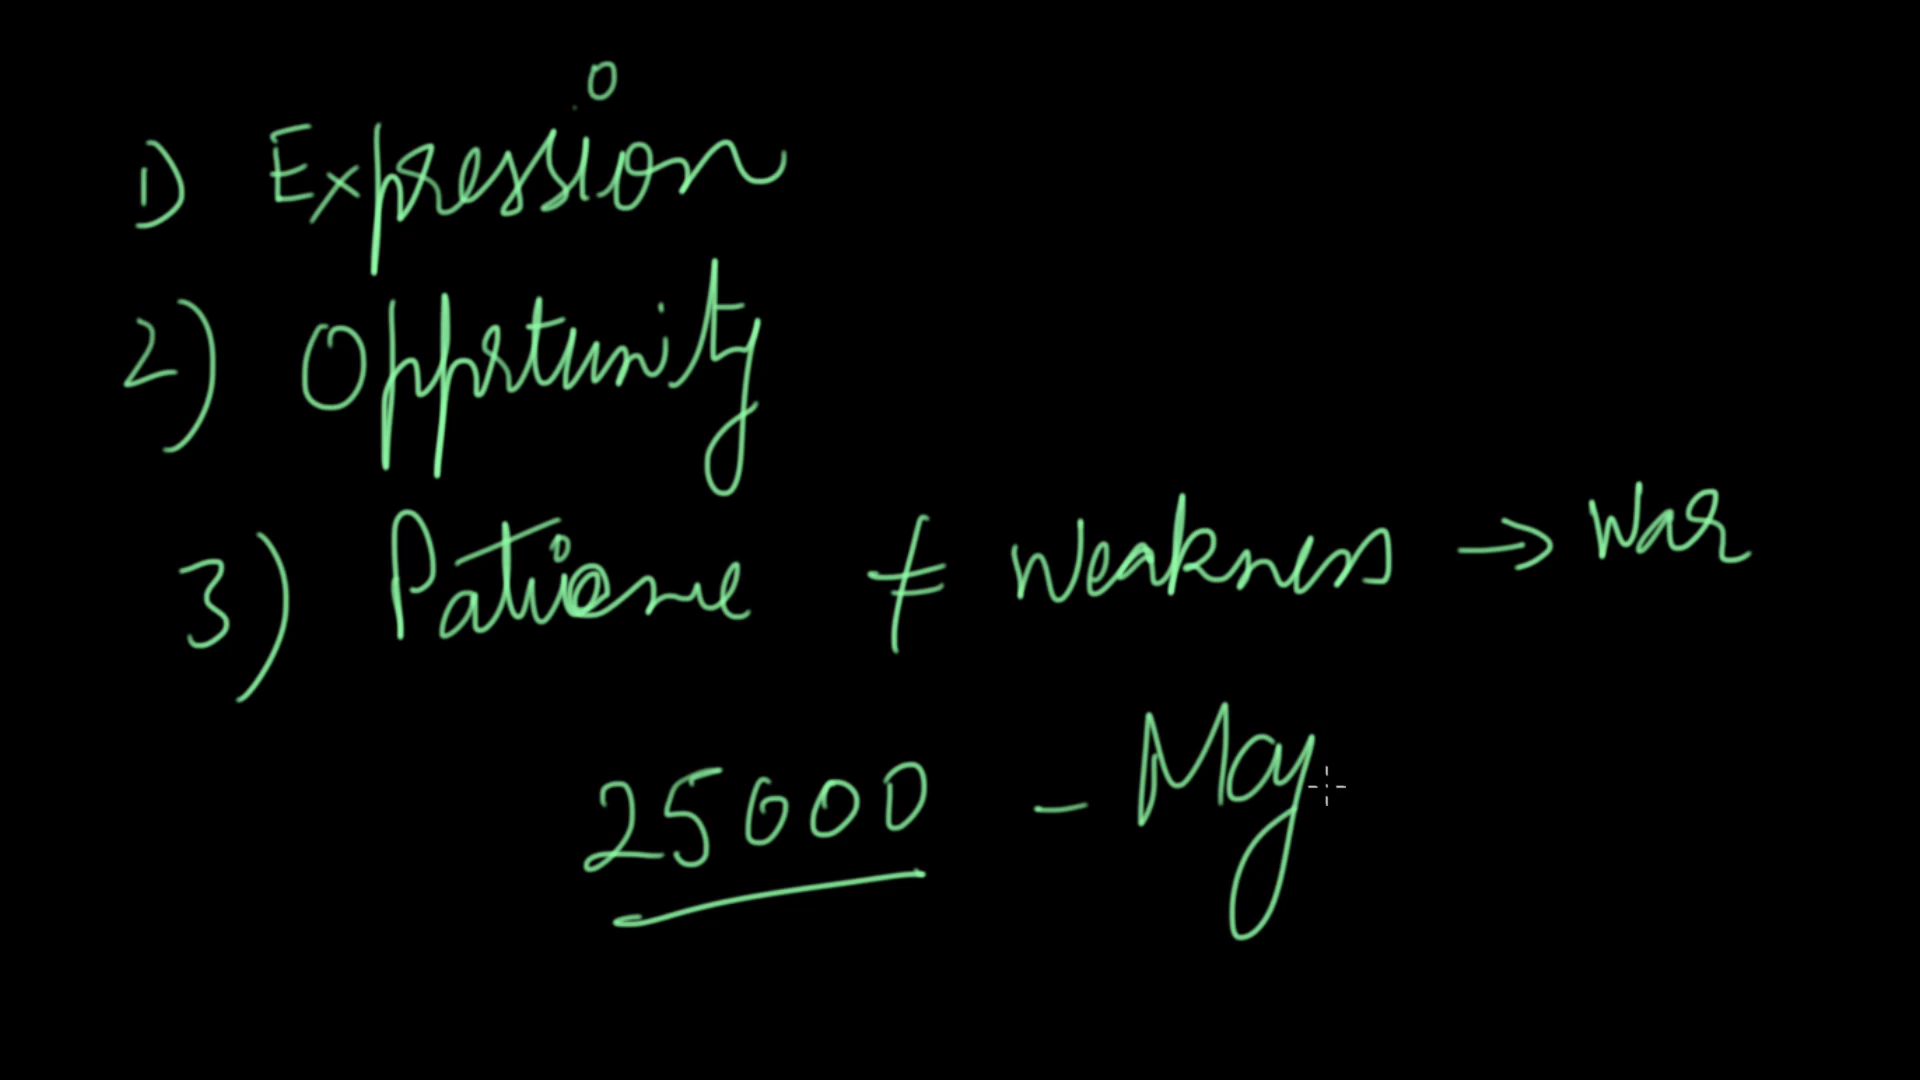 1) Expression
2) Opportunity
3) Patience ≠ weakness → war
25000 - May